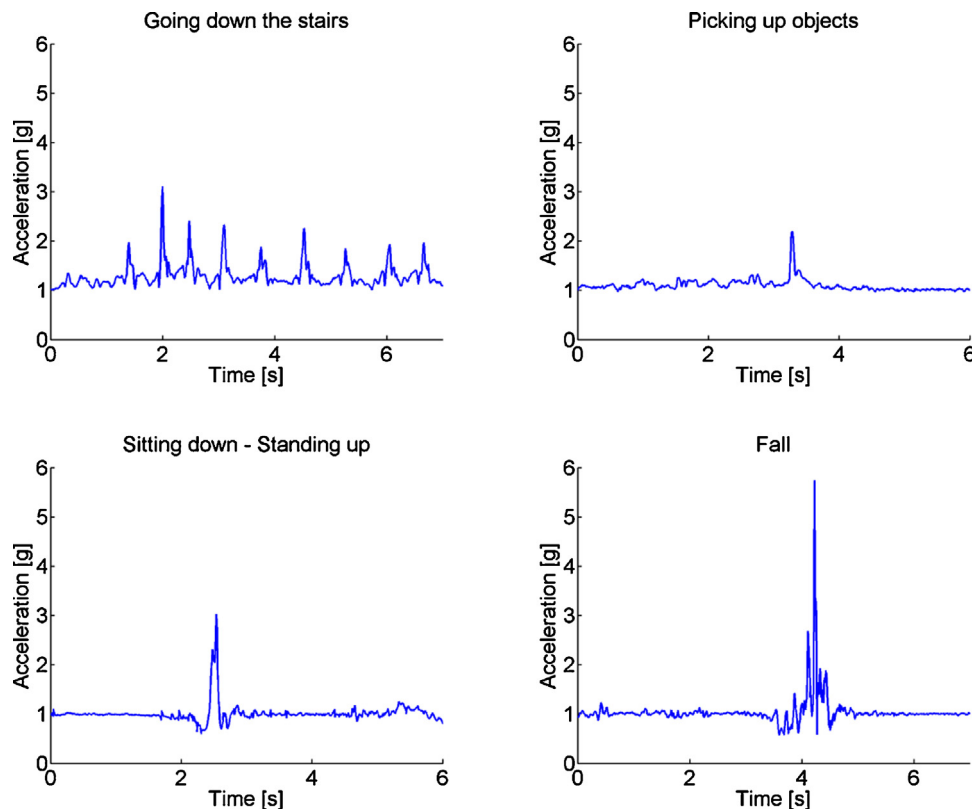 Going down the stairs
6
5
4
3
2
1
0
Acceleration [g]
0 2 4 6
Time [s]
Picking up objects
6
5
4
3
2
1
0
Acceleration [g]
0 2 4 6
Time [s]
Sitting down - Standing up
6
5
4
3
2
1
0
Acceleration [g]
0 2 4 6
Time [s]
Fall
6
5
4
3
2
1
0
Acceleration [g]
0 2 4 6
Time [s]